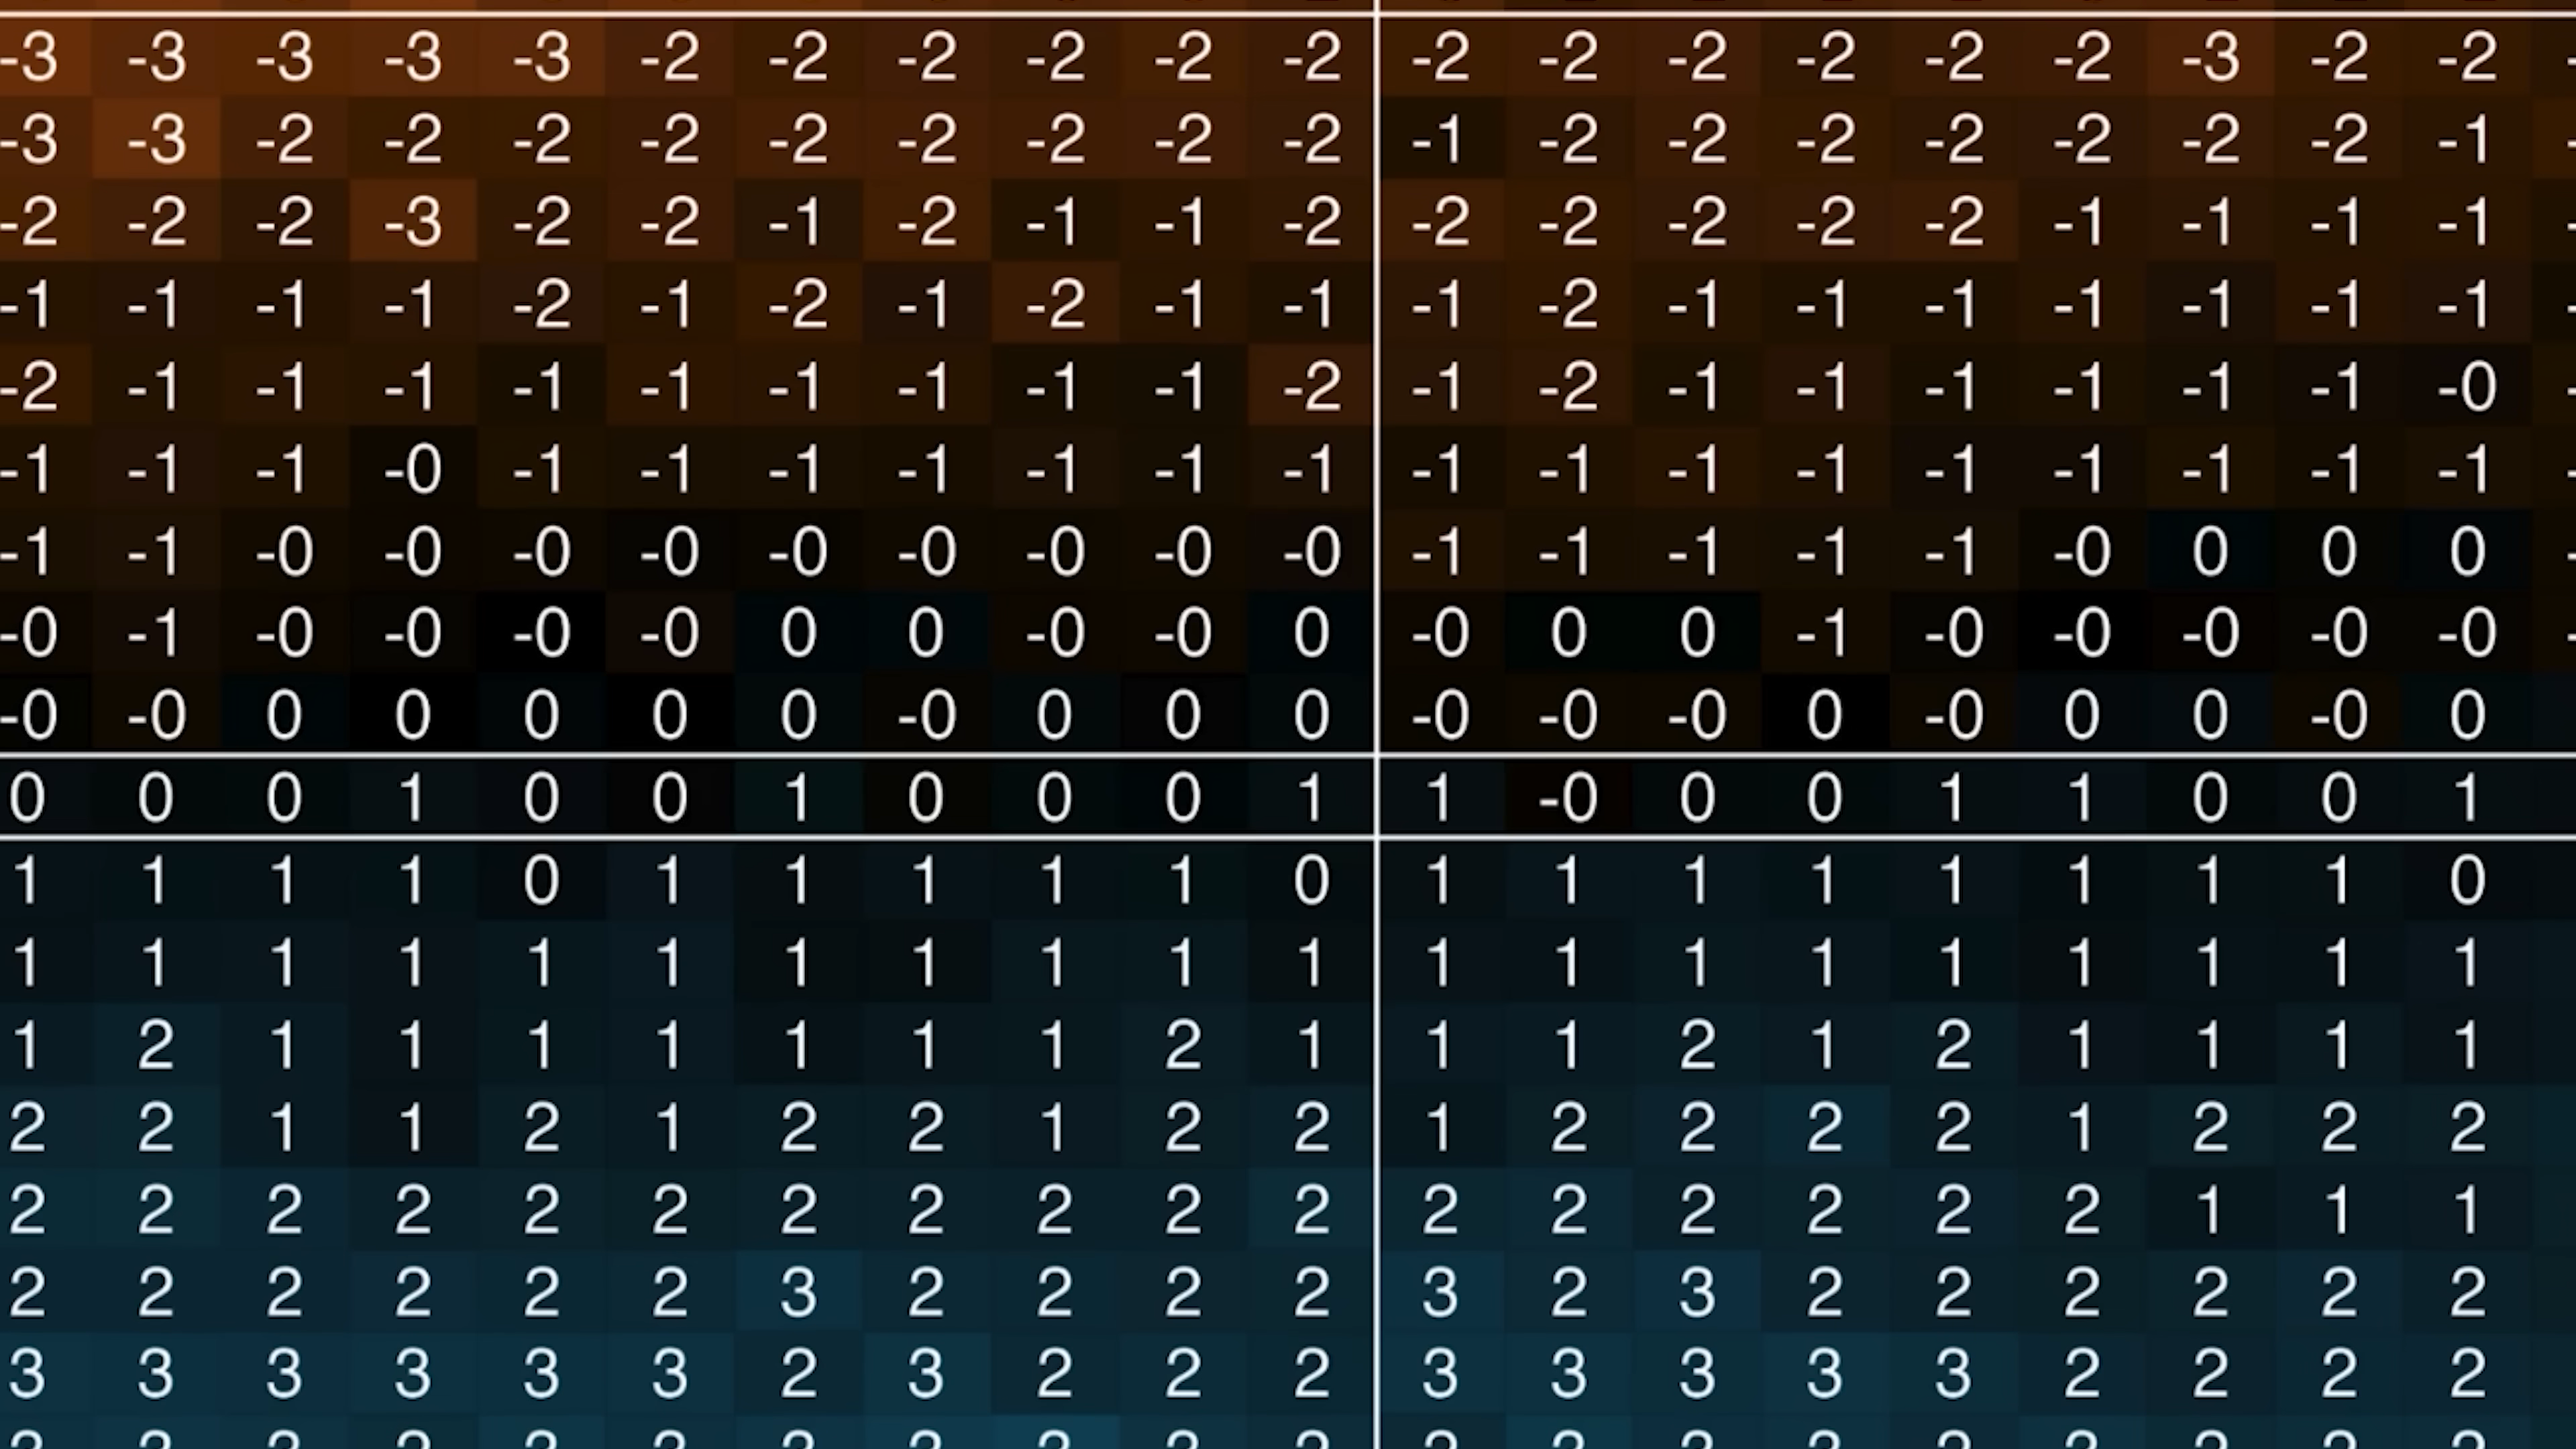 -3 -3 -3 -3 -3 -2 -2 -2 -2 -2 -2 -2 -2 -2 -2 -2 -2 -3 -2 -2
-3 -3 -2 -2 -2 -2 -2 -2 -2 -2 -2 -1 -2 -2 -2 -2 -2 -2 -2 -1
-2 -2 -2 -3 -2 -2 -1 -2 -1 -1 -2 -2 -2 -2 -2 -2 -1 -1 -1 -1
-1 -1 -1 -1 -2 -1 -2 -1 -2 -1 -1 -1 -2 -1 -1 -1 -1 -1 -1 -1
-2 -1 -1 -1 -1 -1 -1 -1 -1 -1 -2 -1 -2 -1 -1 -1 -1 -1 -1 -0
-1 -1 -1 -0 -1 -1 -1 -1 -1 -1 -1 -1 -1 -1 -1 -1 -1 -1 -1 -1
-1 -1 -0 -0 -0 -0 -0 -0 -0 -0 -0 -1 -1 -1 -1 -1 -0 0 0 0
-0 -1 -0 -0 -0 -0 0 0 -0 -0 0 -0 0 0 -1 -0 -0 -0 -0 -0
-0 -0 0 0 0 0 0 -0 0 0 0 -0 -0 -0 0 -0 0 0 -0 0
0 0 0 1 0 0 1 0 0 0 1 1 -0 0 0 1 1 0 0 1
1 1 1 1 0 1 1 1 1 1 0 1 1 1 1 1 1 1 1 0
1 1 1 1 1 1 1 1 1 1 1 1 1 1 1 1 1 1 1 1
1 2 1 1 1 1 1 1 1 2 1 1 1 2 1 2 1 1 1 1
2 2 1 1 2 1 2 2 1 2 2 1 2 2 2 2 1 2 2 2
2 2 2 2 2 2 2 2 2 2 2 2 2 2 2 2 2 1 1 1
2 2 2 2 2 2 3 2 2 2 2 3 2 3 2 2 2 2 2 2
3 3 3 3 3 3 2 3 2 2 2 3 3 3 3 3 2 2 2 2